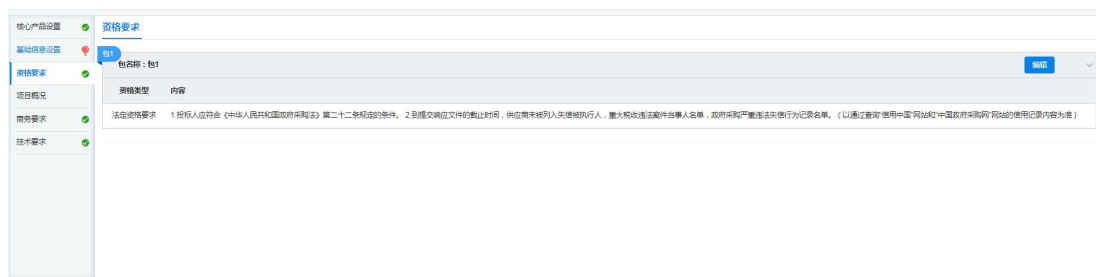 核心产品设置
基础信息设置
资格要求
项目概况
商务要求
技术要求
资格要求
包1
包名称：包1
编辑
资格类型 内容
法定资格要求 1.投标人应符合《中华人民共和国政府采购法》第二十二条规定的条件。 2.到提交响应文件的截止时间，供应商未被列入失信被执行人，重大税收违法案件当事人名单，政府采购严重违法失信行为记录名单。（以通过查询“信用中国”网站和“中国政府采购网”网站的信用记录内容为准）